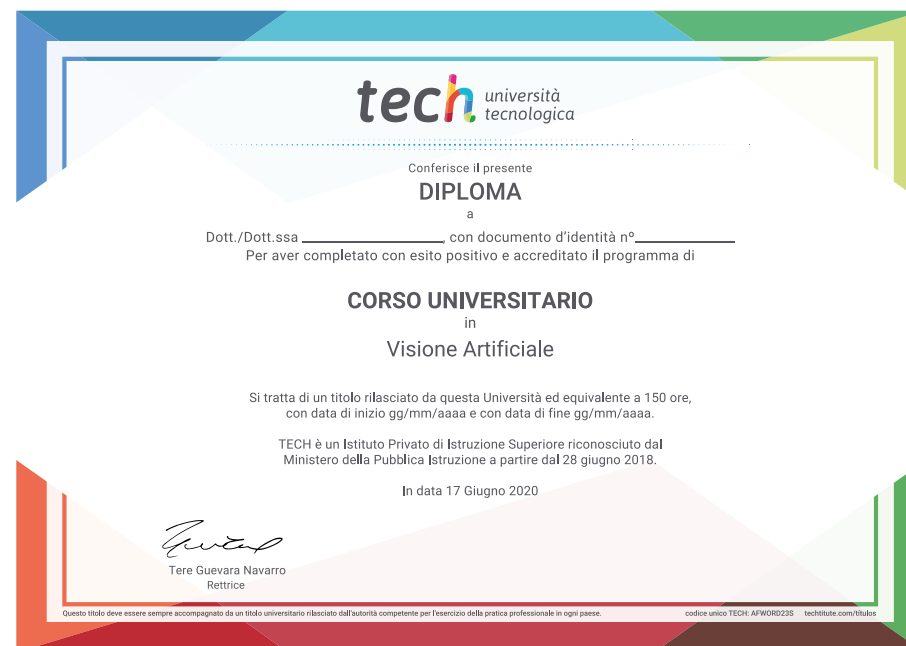 tech università
tecnologica
Conferisce il presente
DIPLOMA
a
Dott./Dott.ssa ________________, con documento d'identità nº____________
Per aver completato con esito positivo e accreditato il programma di
CORSO UNIVERSITARIO
in
Visione Artificiale
Si tratta di un titolo rilasciato da questa Università ed equivalente a 150 ore,
con data di inizio gg/mm/aaaa e con data di fine gg/mm/aaaa.
TECH è un Istituto Privato di Istruzione Superiore riconosciuto dal
Ministero della Pubblica Istruzione a partire dal 28 giugno 2018.
In data 17 Giugno 2020
Tere Guevara Navarro
Rettrice
Questo titolo deve essere sempre accompagnato da un titolo universitario rilasciato dall'autorità competente per l'esercizio della pratica professionale in ogni paese. codice unico TECH: AFWORD23S techtitute.com/titulos